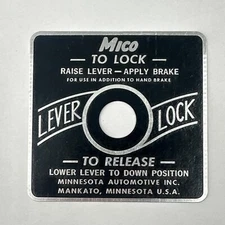 Mico
TO LOCK
RAISE LEVER — APPLY BRAKE
FOR USE IN ADDITION TO HAND BRAKE
LEVER LOCK
TO RELEASE
LOWER LEVER TO DOWN POSITION
MINNESOTA AUTOMOTIVE INC.
MANKATO, MINNESOTA U.S.A.